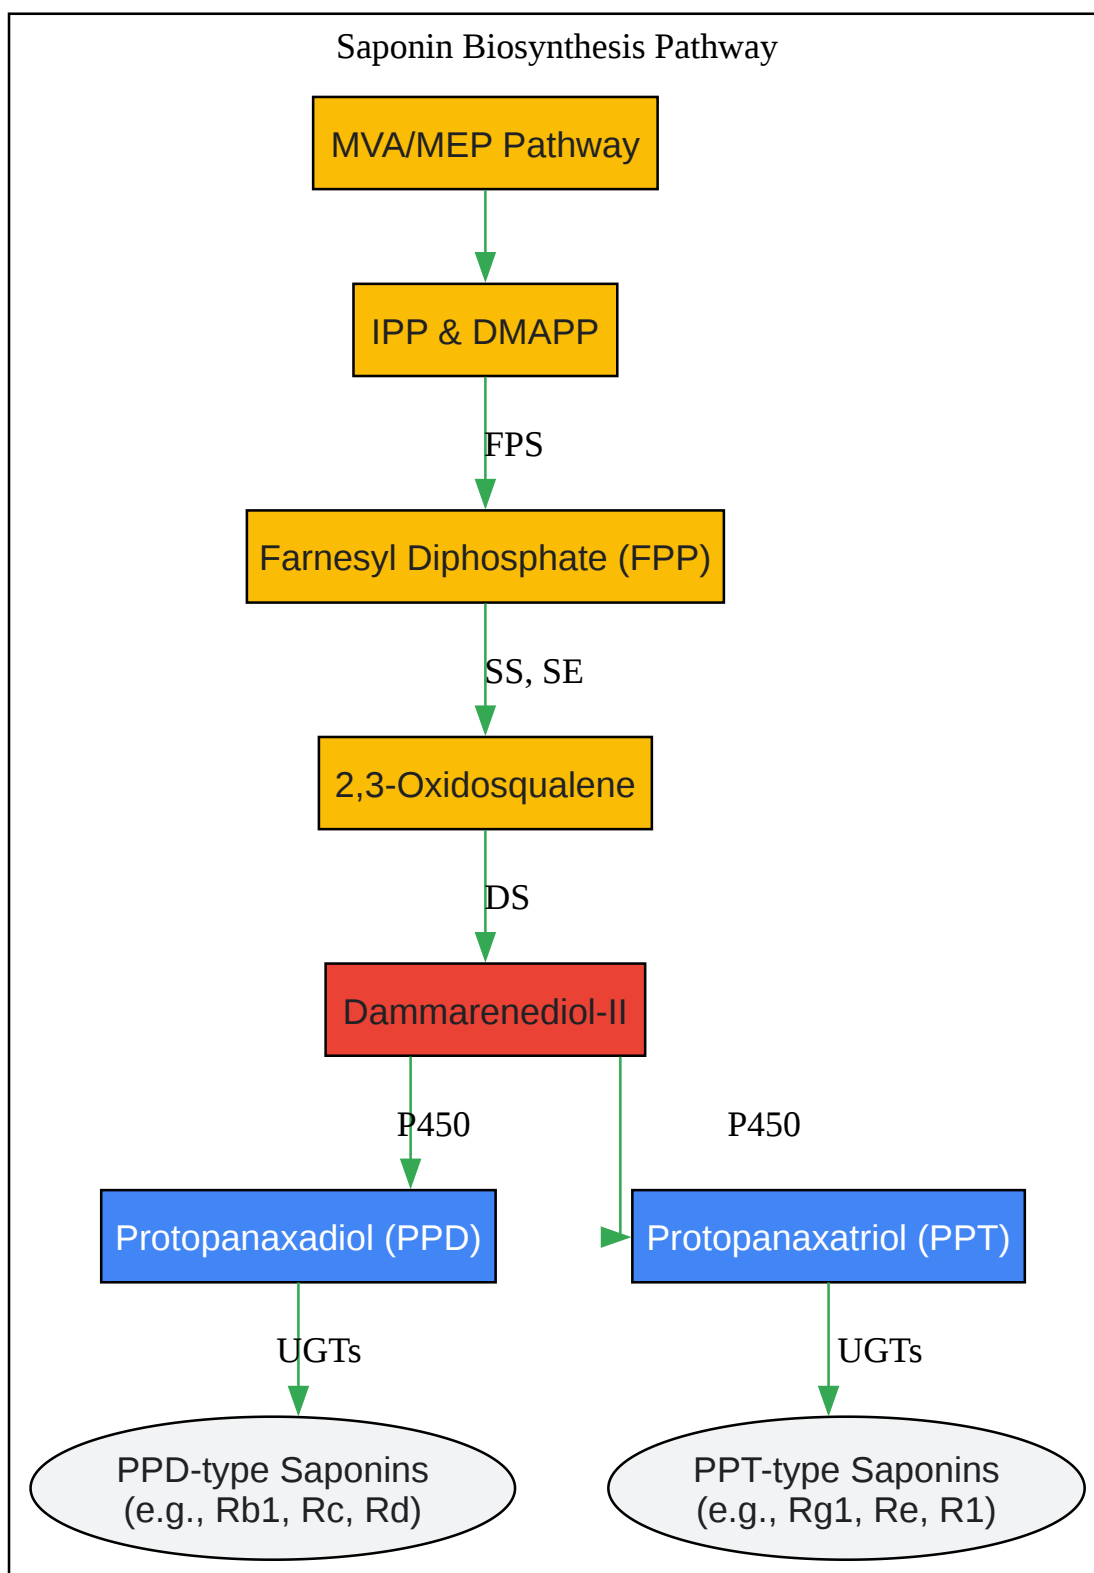 Saponin Biosynthesis Pathway
MVA/MEP Pathway
IPP & DMAPP
FPS
Farnesyl Diphosphate (FPP)
SS, SE
2,3-Oxidosqualene
DS
Dammarenediol-II
P450
P450
Protopanaxadiol (PPD)
Protopanaxatriol (PPT)
UGTs
UGTs
PPD-type Saponins
(e.g., Rb1, Rc, Rd)
PPT-type Saponins
(e.g., Rg1, Re, R1)